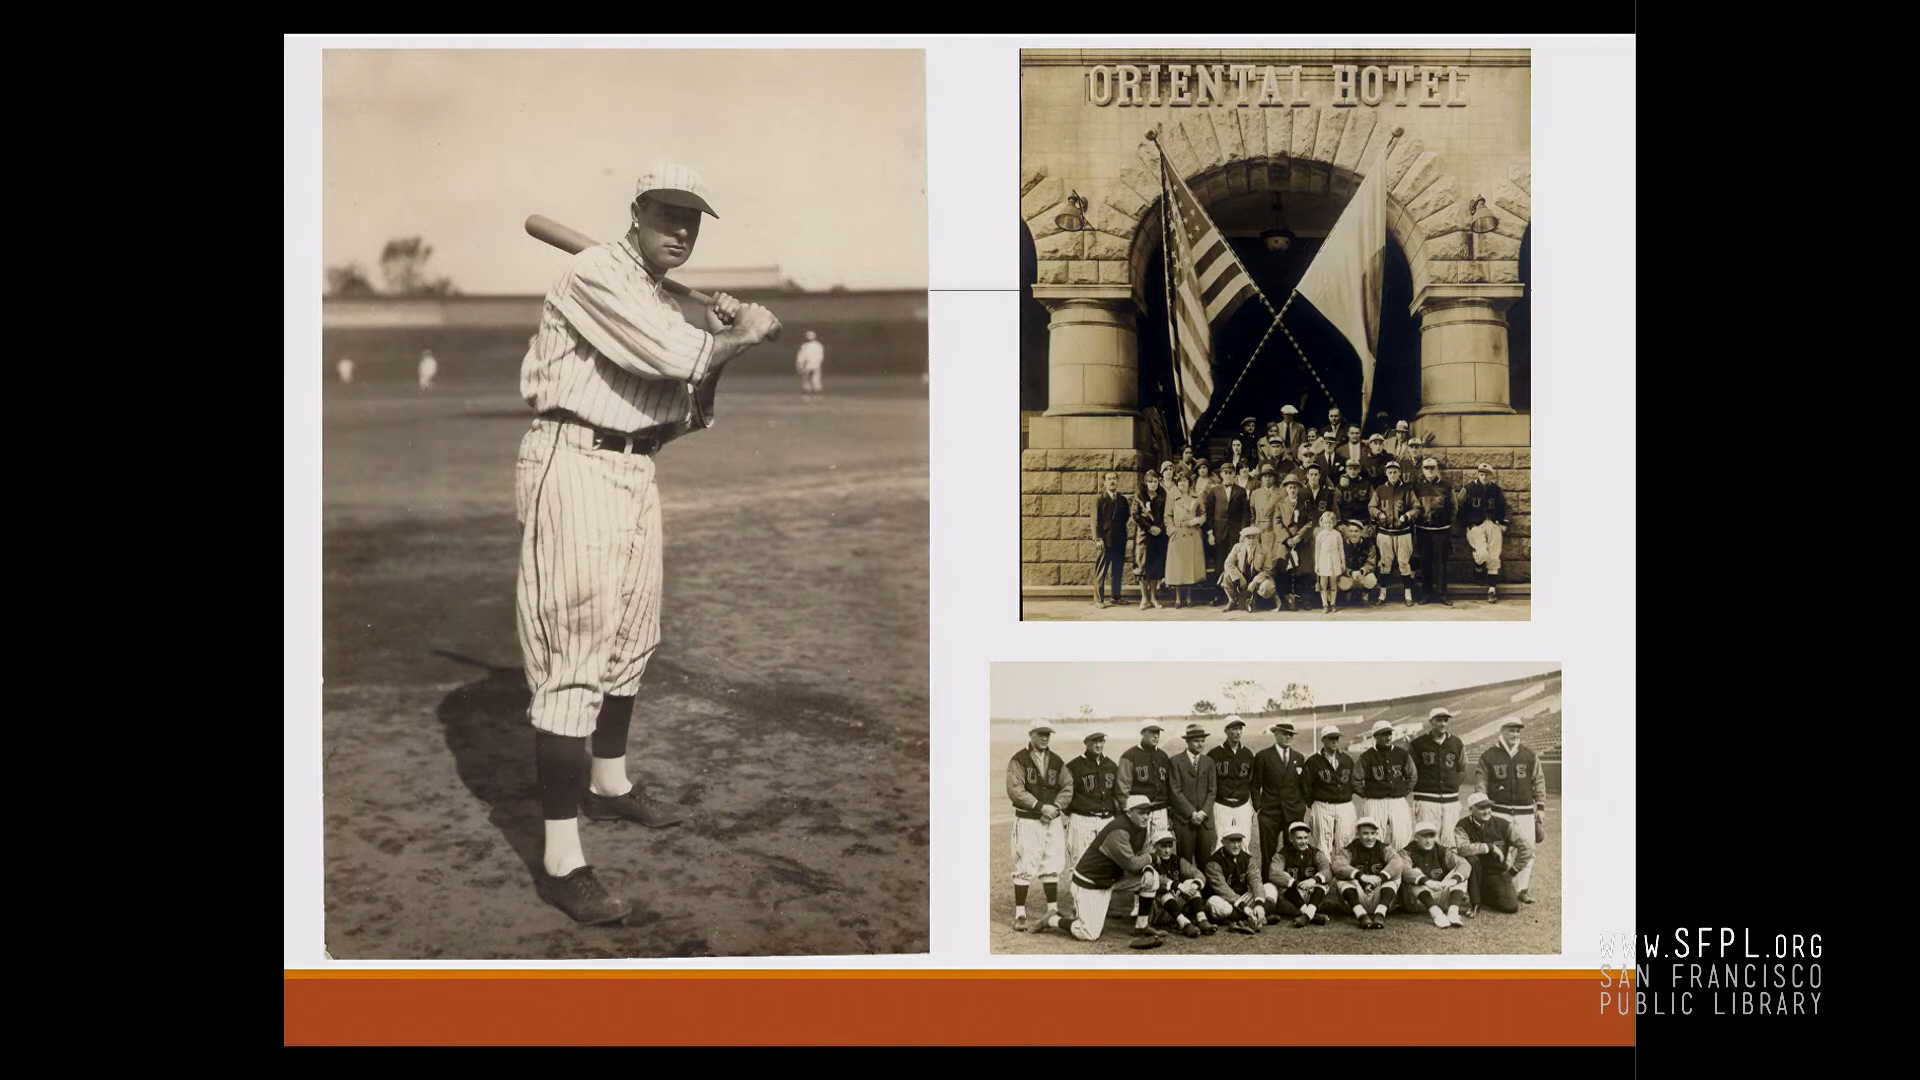 ORIENTAL HOTEL
U S
U S
U S
U S
U S
U S
U S
U S
U S
U S
U S
WWW.SFPL.ORG
SAN FRANCISCO
PUBLIC LIBRARY